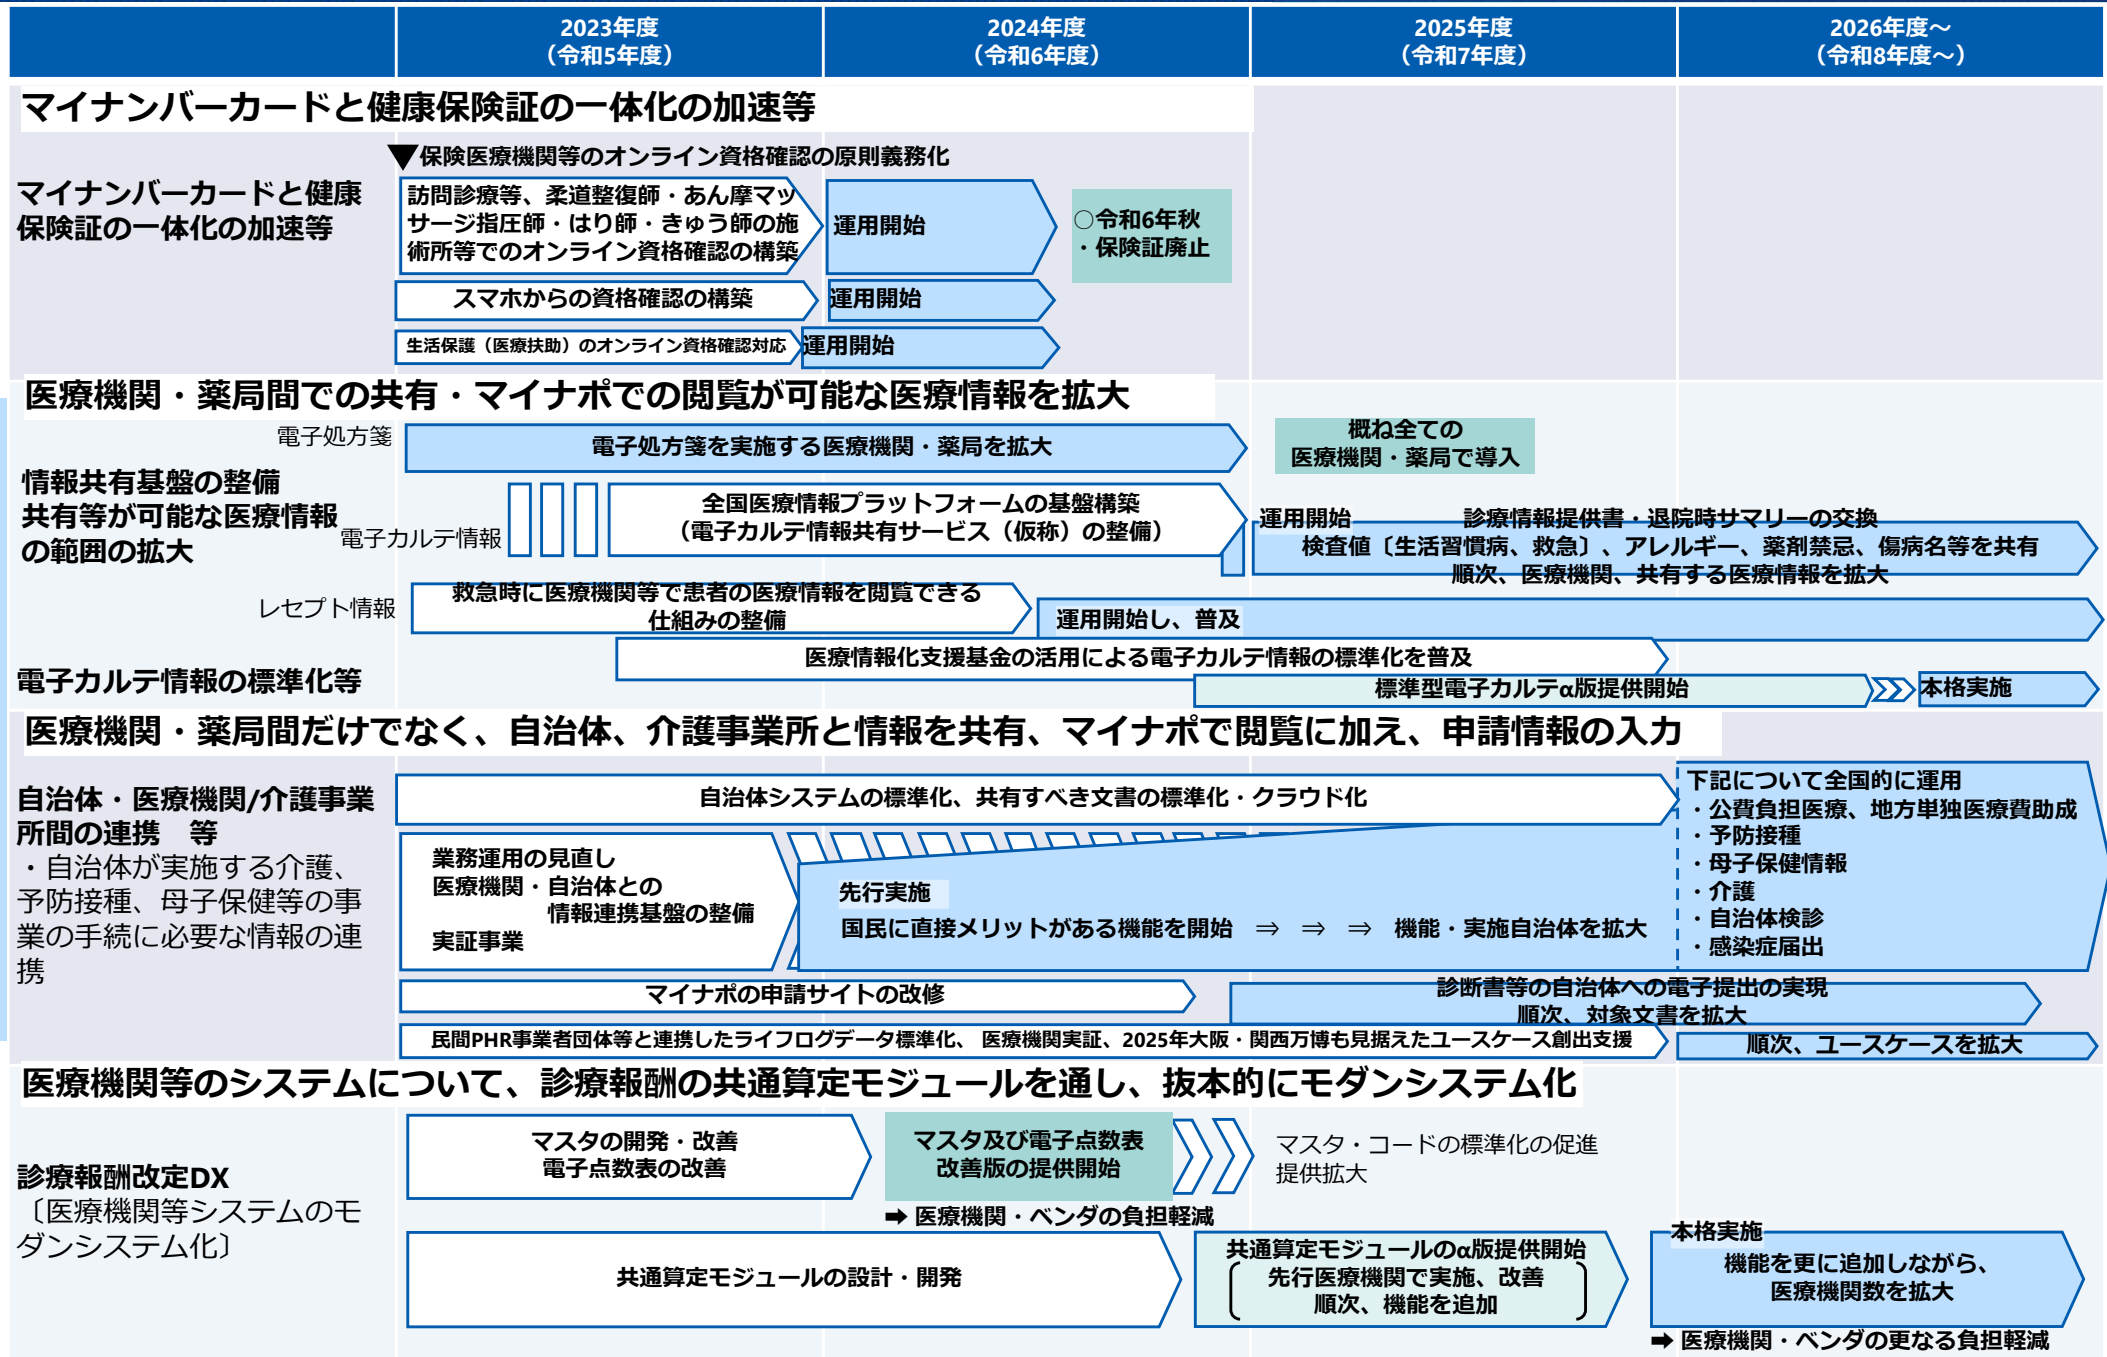 2023年度
（令和5年度）
2024年度
（令和6年度）
2025年度
（令和7年度）
2026年度～
（令和8年度～）
マイナンバーカードと健康保険証の一体化の加速等
▼保険医療機関等のオンライン資格確認の原則義務化
マイナンバーカードと健康
保険証の一体化の加速等
訪問診療等、柔道整復師・あん摩マッ
サージ指圧師・はり師・きゅう師の施
術所等でのオンライン資格確認の構築
運用開始
○令和6年秋
・保険証廃止
スマホからの資格確認の構築
運用開始
生活保護（医療扶助）のオンライン資格確認対応
運用開始
医療機関・薬局間での共有・マイナポでの閲覧が可能な医療情報を拡大
電子処方箋
電子処方箋を実施する医療機関・薬局を拡大
概ね全ての
医療機関・薬局で導入
情報共有基盤の整備
共有等が可能な医療情報
の範囲の拡大
電子カルテ情報
全国医療情報プラットフォームの基盤構築
（電子カルテ情報共有サービス（仮称）の整備）
運用開始
診療情報提供書・退院時サマリーの交換
検査値〔生活習慣病、救急〕、アレルギー、薬剤禁忌、傷病名等を共有
順次、医療機関、共有する医療情報を拡大
レセプト情報
救急時に医療機関等で患者の医療情報を閲覧できる
仕組みの整備
運用開始し、普及
電子カルテ情報の標準化等
医療情報化支援基金の活用による電子カルテ情報の標準化を普及
標準型電子カルテα版提供開始
本格実施
医療機関・薬局間だけでなく、自治体、介護事業所と情報を共有、マイナポで閲覧に加え、申請情報の入力
自治体・医療機関/介護事業
所間の連携　等
・自治体が実施する介護、
予防接種、母子保健等の事
業の手続に必要な情報の連
携
自治体システムの標準化、共有すべき文書の標準化・クラウド化
業務運用の見直し
医療機関・自治体との
情報連携基盤の整備
実証事業
先行実施
国民に直接メリットがある機能を開始　⇒　⇒　⇒　機能・実施自治体を拡大
下記について全国的に運用
・公費負担医療、地方単独医療費助成
・予防接種
・母子保健情報
・介護
・自治体検診
・感染症届出
マイナポの申請サイトの改修
診断書等の自治体への電子提出の実現
順次、対象文書を拡大
民間PHR事業者団体等と連携したライフログデータ標準化、 医療機関実証、2025年大阪・関西万博も見据えたユースケース創出支援
順次、ユースケースを拡大
医療機関等のシステムについて、診療報酬の共通算定モジュールを通し、抜本的にモダンシステム化
診療報酬改定DX
〔医療機関等システムのモ
ダンシステム化〕
マスタの開発・改善
電子点数表の改善
マスタ及び電子点数表
改善版の提供開始
マスタ・コードの標準化の促進
提供拡大
➡ 医療機関・ベンダの負担軽減
共通算定モジュールの設計・開発
共通算定モジュールのα版提供開始
先行医療機関で実施、改善
順次、機能を追加
本格実施
機能を更に追加しながら、
医療機関数を拡大
➡ 医療機関・ベンダの更なる負担軽減